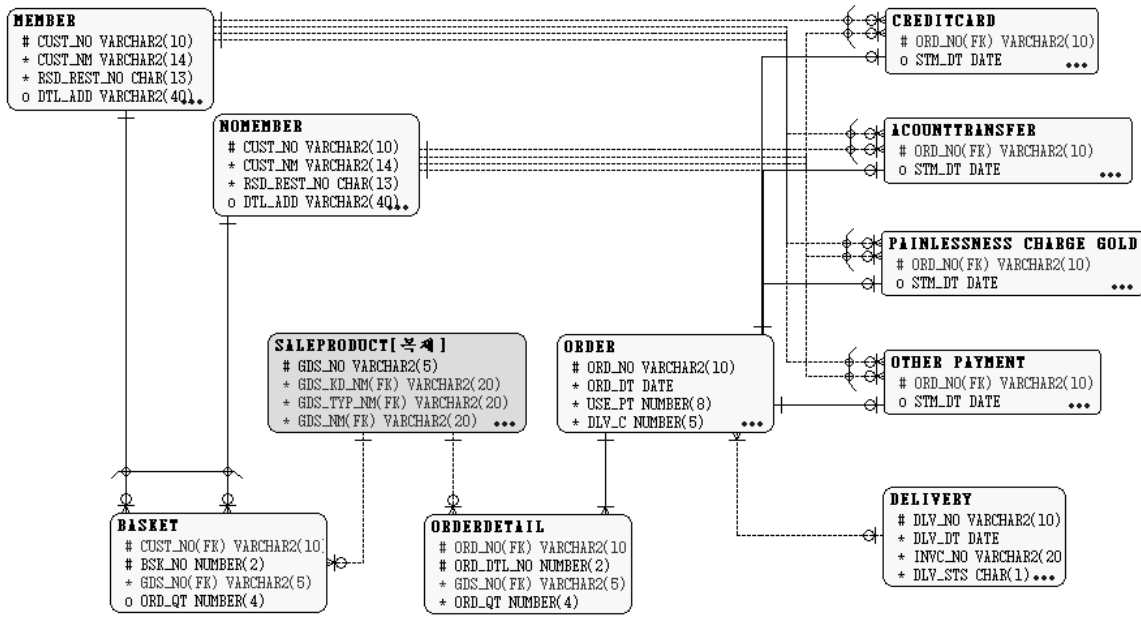 MEMBER
# CUST_NO VARCHAR2(10)
* CUST_NM VARCHAR2(14)
* RSD_REST_NO CHAR(13)
o DTL_ADD VARCHAR2(40)...
NOMEMBER
# CUST_NO VARCHAR2(10)
* CUST_NM VARCHAR2(14)
* RSD_REST_NO CHAR(13)
o DTL_ADD VARCHAR2(40)...
CREDITCARD
# ORD_NO(FK) VARCHAR2(10)
o STM_DT DATE
...
ACOUNTTRANSFER
# ORD_NO(FK) VARCHAR2(10)
o STM_DT DATE
...
PAINLESSNESS CHARGE GOLD
# ORD_NO(FK) VARCHAR2(10)
o STM_DT DATE
...
SALEPRODUCT[복제]
# GDS_NO VARCHAR2(5)
* GDS_KD_NM(FK) VARCHAR2(20)
* GDS_TYP_NM(FK) VARCHAR2(20)
* GDS_NM(FK) VARCHAR2(20) ...
ORDER
# ORD_NO VARCHAR2(10)
* ORD_DT DATE
* USE_PT NUMBER(8)
* DLV_C NUMBER(5) ...
OTHER PAYMENT
# ORD_NO(FK) VARCHAR2(10)
o STM_DT DATE
...
BASKET
# CUST_NO(FK) VARCHAR2(10
# BSK_NO NUMBER(2)
* GDS_NO(FK) VARCHAR2(5)
o ORD_QT NUMBER(4)
ORDERDETAIL
# ORD_NO(FK) VARCHAR2(10
# ORD_DTL_NO NUMBER(2)
* GDS_NO(FK) VARCHAR2(5)
* ORD_QT NUMBER(4)
DELIVERY
# DLV_NO VARCHAR2(10)
* DLV_DT DATE
* INVC_NO VARCHAR2(20
* DLV_STS CHAR(1) ...